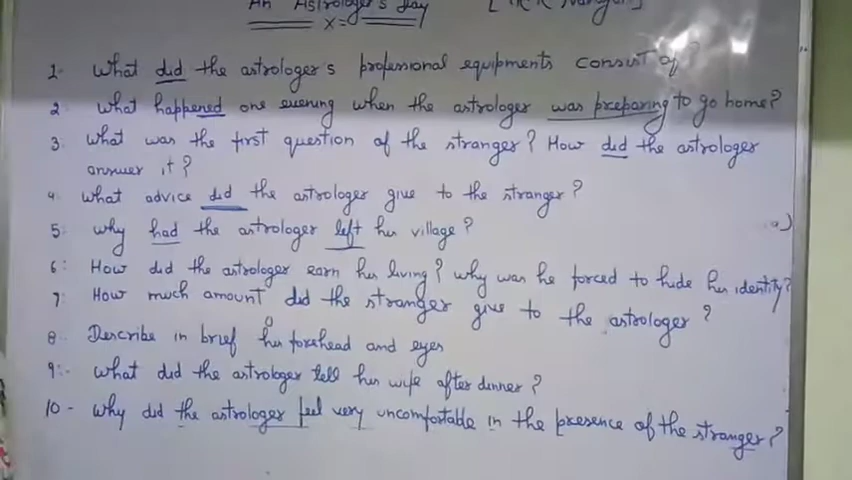 An Astrologer's Day [R.K Narayan]
x=
1- What did the astrologer's professional equipments consist of?
2- What happened one evening when the astrologer was preparing to go home?
3- What was the first question of the stranger? How did the astrologer
answer it?
4- What advice did the astrologer give to the stranger?
5- Why had the astrologer left his village?
a)
6: How did the astrologer earn his living? Why was he forced to hide his identity?
7: How much amount did the stranger give to the astrologer?
8- Describe in brief his forehead and eyes
9:- What did the astrologer tell his wife after dinner?
10- Why did the astrologer feel very uncomfortable in the presence of the stranger?